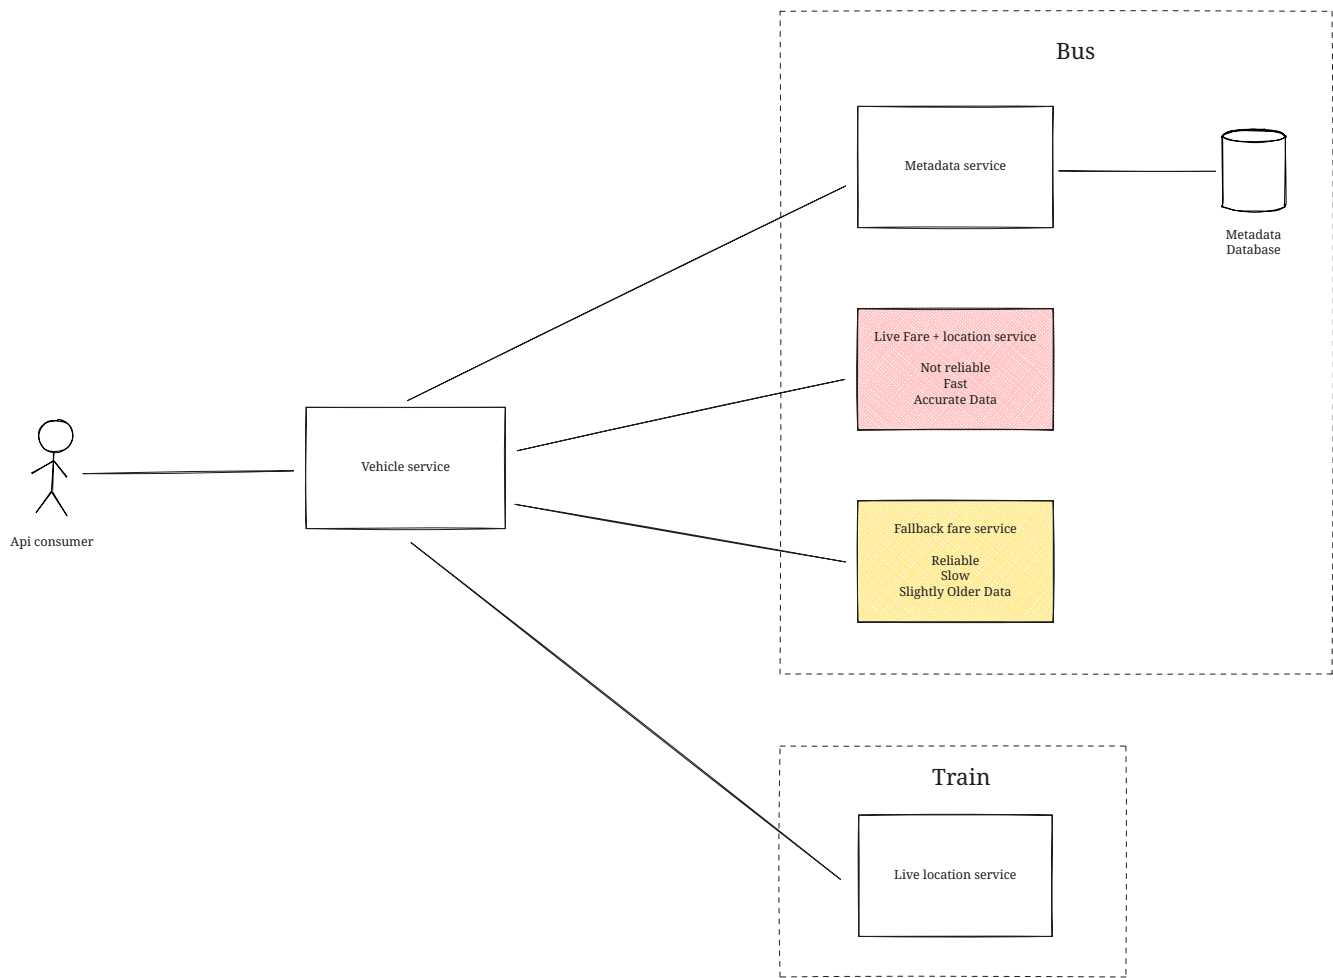 Bus
Metadata service
Metadata
Database
Live Fare + location service
Not reliable
Fast
Accurate Data
Vehicle service
Api consumer
Fallback fare service
Reliable
Slow
Slightly Older Data
Train
Live location service